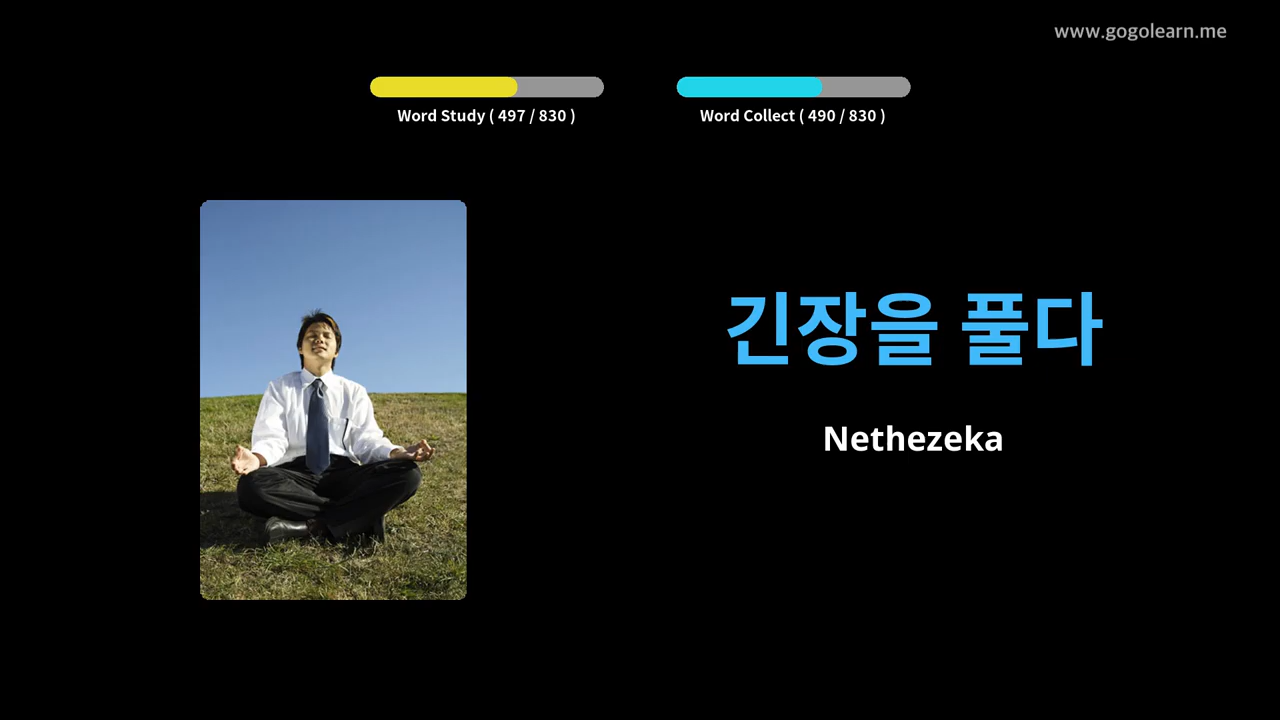 www.gogolearn.me
Word Study ( 497 / 830 )
Word Collect ( 490 / 830 )
긴장을 풀다
Nethezeka